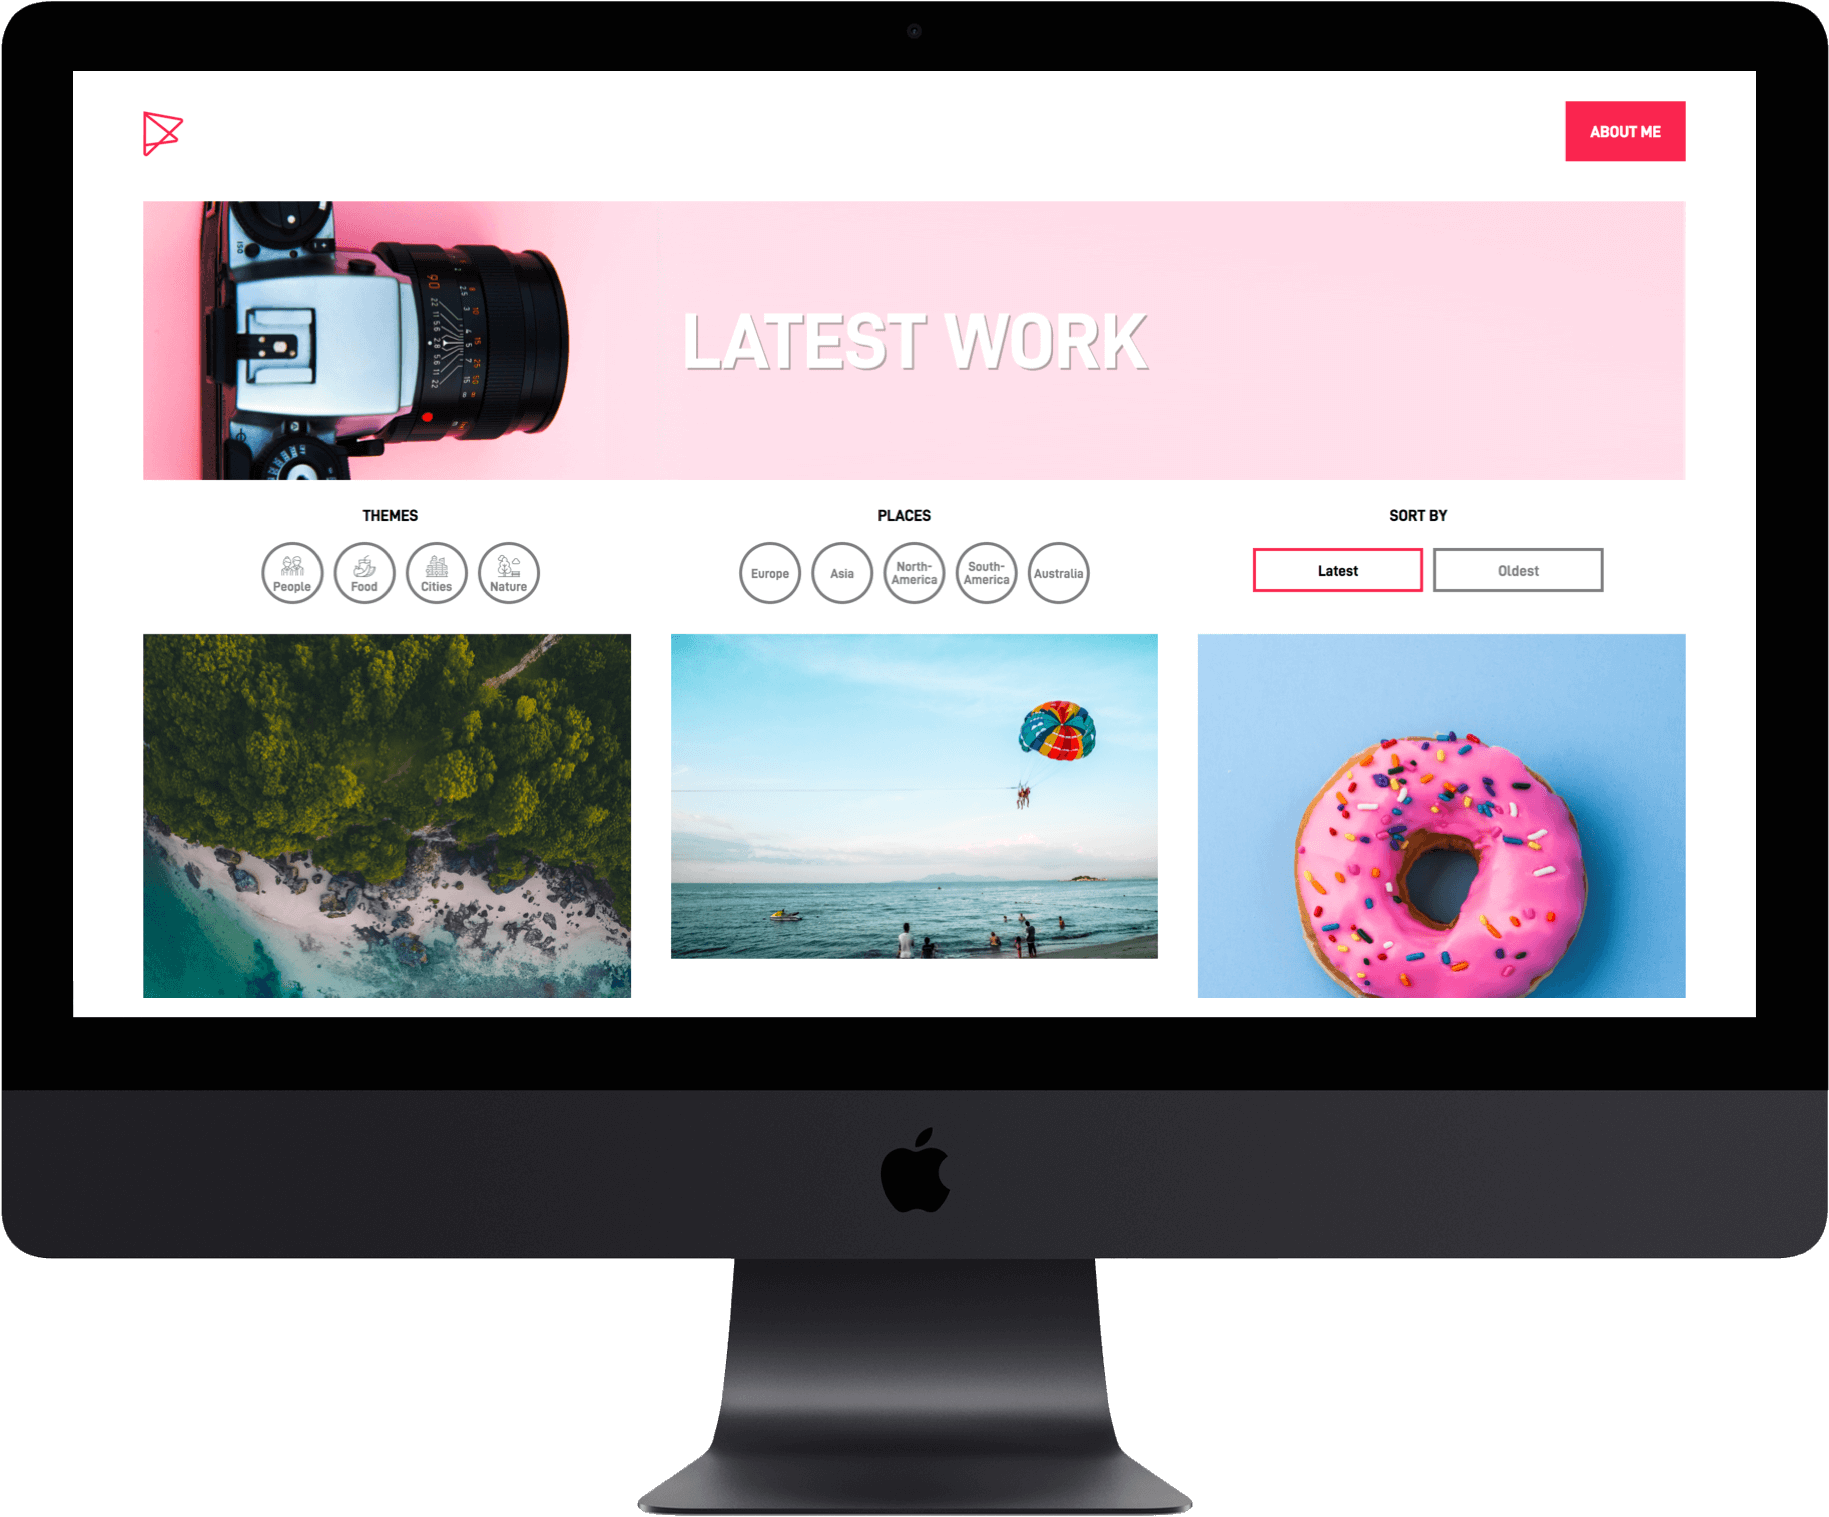 ABOUT ME
LATEST WORK
THEMES
People
Food
Cities
Nature
PLACES
Europe
Asia
North-
America
South-
America
Australia
SORT BY
Latest
Oldest